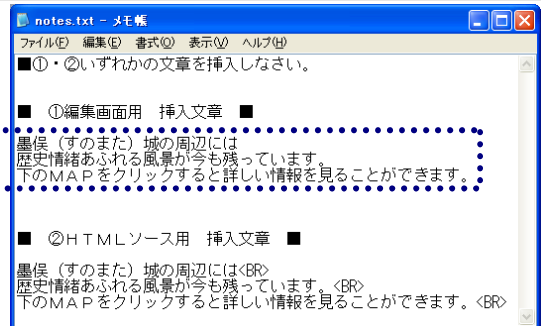 notes.txt - メモ帳
ファイル(F) 編集(E) 書式(O) 表示(V) ヘルプ(H)
■①・②いずれかの文章を挿入しなさい。
■ ①編集画面用 挿入文章 ■
墨俣（すのまた）城の周辺には
歴史情緒あふれる風景が今も残っています。
下のＭＡＰをクリックすると詳しい情報を見ることができます。
■ ②ＨＴＭＬソース用 挿入文章 ■
墨俣（すのまた）城の周辺には<BR>
歴史情緒あふれる風景が今も残っています。<BR>
下のＭＡＰをクリックすると詳しい情報を見ることができます。<BR>